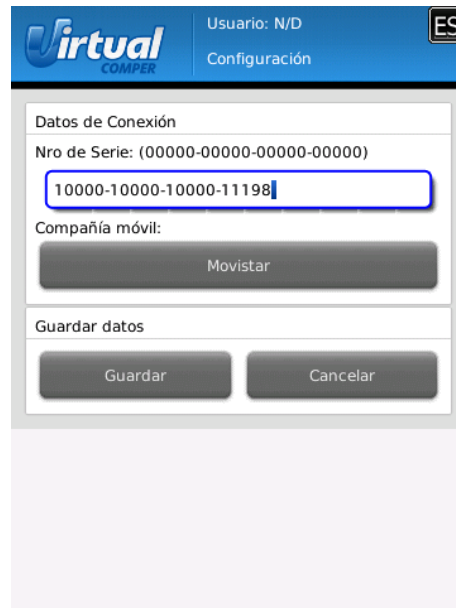 Virtual
COMPER
Usuario: N/D
ES
Configuración
Datos de Conexión
Nro de Serie: (00000-00000-00000-00000)
10000-10000-10000-11198
Compañía móvil:
Movistar
Guardar datos
Guardar
Cancelar